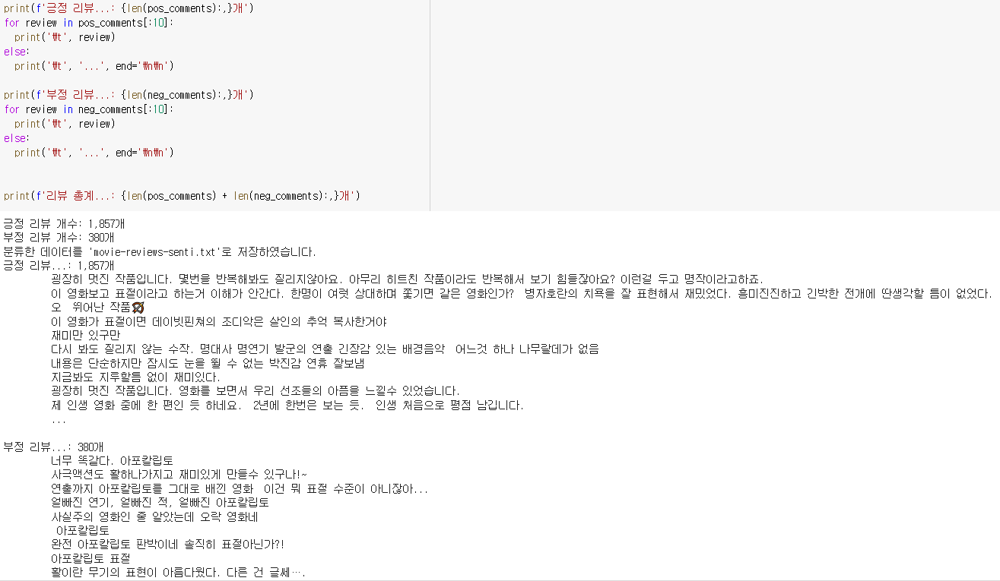 print(f'긍정 리뷰...: {len(pos_comments):,}개')
for review in pos_comments[:10]:
  print('₩t', review)
else:
  print('₩t', '...', end='₩n₩n')

print(f'부정 리뷰...: {len(neg_comments):,}개')
for review in neg_comments[:10]:
  print('₩t', review)
else:
  print('₩t', '...', end='₩n₩n')

print(f'리뷰 총계...: {len(pos_comments) + len(neg_comments):,}개')
긍정 리뷰 개수: 1,857개
부정 리뷰 개수: 380개
분류한 데이터를 'movie-reviews-senti.txt'로 저장하였습니다.
긍정 리뷰...: 1,857개
굉장히 멋진 작품입니다. 몇번을 반복해봐도 질리지않아요. 아무리 히트친 작품이라도 반복해서 보기 힘들잖아요? 이런걸 두고 명작이라고하죠.
이 영화보고 표절이라고 하는거 이해가 안간다. 한명이 여럿 상대하며 쫓기면 같은 영화인가?  병자호란의 치욕을 잘 표현해서 재밌었다. 흥미진진하고 긴박한 전개에 딴생각할 틈이 없었다.
오  뛰어난 작품🏹
이 영화가 표절이면 데이빗핀쳐의 조디악은 살인의 추억 복사한거야
재미만 있구만
다시 봐도 질리지 않는 수작. 명대사 명연기 발군의 연출 긴장감 있는 배경음악  어느것 하나 나무랄데가 없음
내용은 단순하지만 잠시도 눈을 뗄 수 없는 박진감 연휴 잘보냄
지금봐도 지루할틈 없이 재미있다.
굉장히 멋진 작품입니다. 영화를 보면서 우리 선조들의 아픔을 느낄수 있었습니다.
제 인생 영화 중에 한 편인 듯 하네요.  2년에 한번은 보는 듯.  인생 처음으로 평점 남깁니다.
...

부정 리뷰...: 380개
너무 똑같다. 아포칼립토
사극액션도 활하나가지고 재미있게 만들수 있구나!~
연출까지 아포칼립토를 그대로 배낀 영화  이건 뭐 표절 수준이 아니잖아...
얼빠진 연기, 얼빠진 적, 얼빠진 아포칼립토
사실주의 영화인 줄 알았는데 오락 영화네
아포칼립토
완전 아포칼립토 판박이네 솔직히 표절아닌가?!
아포칼립토 표절
활이란 무기의 표현이 아름다웠다. 다른 건 글쎄….